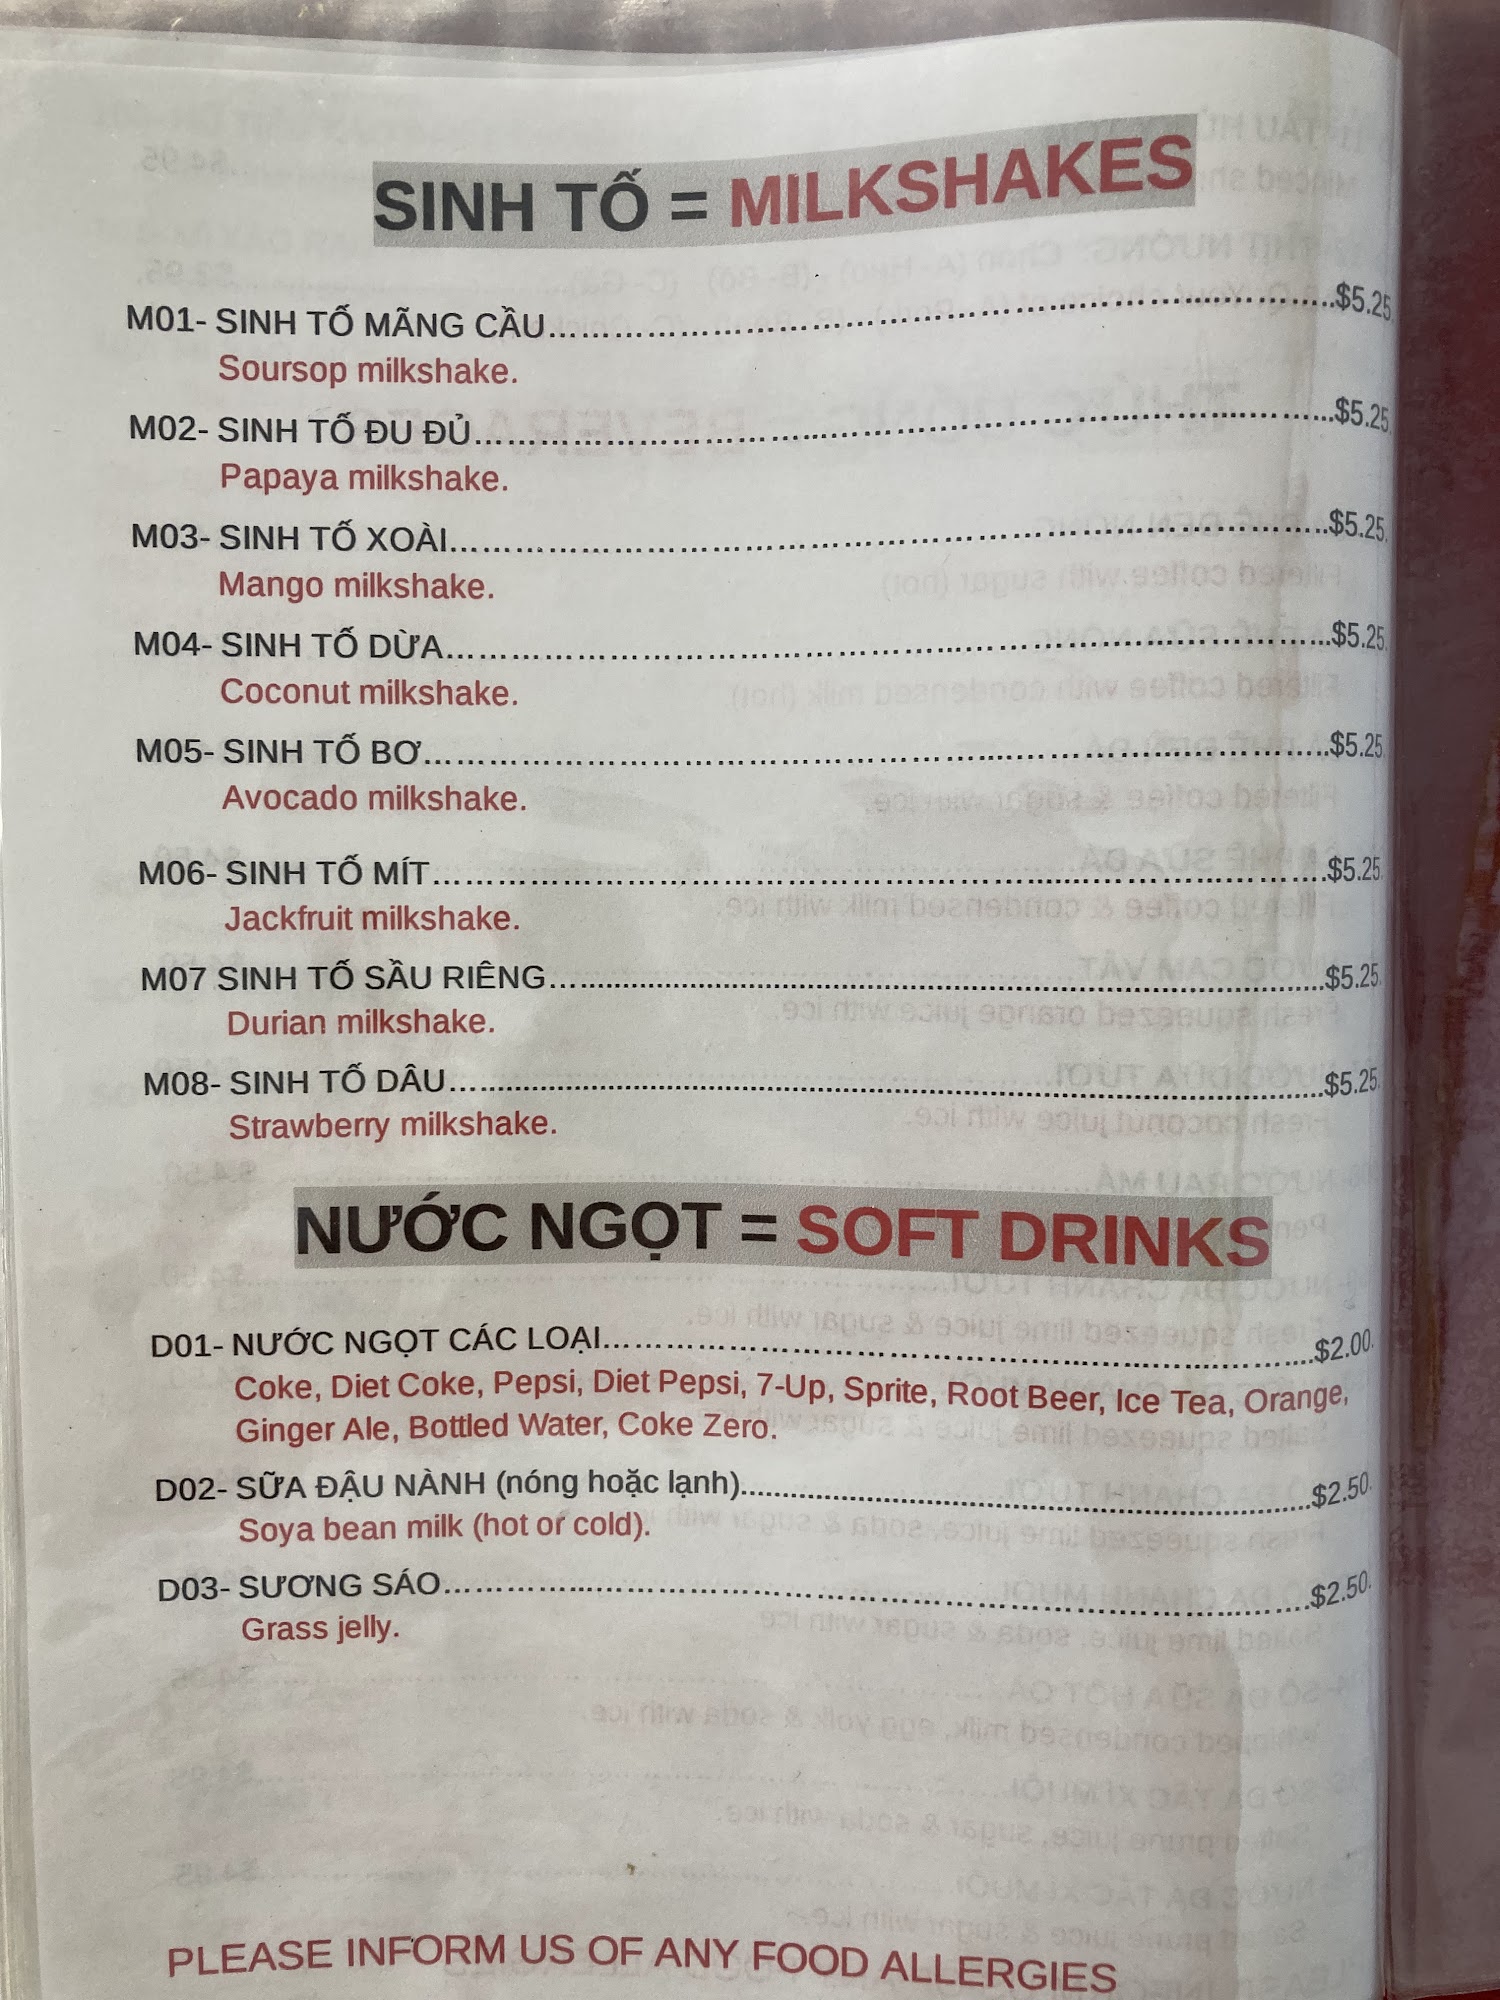 SINH TỐ = MILKSHAKES
M01- SINH TỐ MÃNG CẦU....................$5.25.
Soursop milkshake.
M02- SINH TỐ ĐU ĐỦ....................$5.25.
Papaya milkshake.
M03- SINH TỐ XOÀI....................$5.25.
Mango milkshake.
M04- SINH TỐ DỪA....................$5.25.
Coconut milkshake.
M05- SINH TỐ BƠ....................$5.25
Avocado milkshake.
M06- SINH TỐ MÍT....................$5.25.
Jackfruit milkshake.
M07 SINH TỐ SẦU RIÊNG....................$5.25.
Durian milkshake.
M08- SINH TỐ DÂU....................$5.25.
Strawberry milkshake.
NƯỚC NGỌT = SOFT DRINKS
D01- NƯỚC NGỌT CÁC LOẠI....................$2.00.
Coke, Diet Coke, Pepsi, Diet Pepsi, 7-Up, Sprite, Root Beer, Ice Tea, Orange,
Ginger Ale, Bottled Water, Coke Zero.
D02- SỮA ĐẬU NÀNH (nóng hoặc lạnh)....................$2.50.
Soya bean milk (hot or cold).
D03- SƯƠNG SÁO....................$2.50.
Grass jelly.
PLEASE INFORM US OF ANY FOOD ALLERGIES